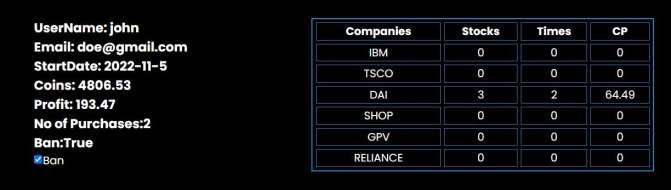 UserName: john
Email: doe@gmail.com
StartDate: 2022-11-5
Coins: 4806.53
Profit: 193.47
No of Purchases:2
Ban:True
Ban
Companies Stocks Times CP
IBM 0 0 0
TSCO 0 0 0
DAI 3 2 64.49
SHOP 0 0 0
GPV 0 0 0
RELIANCE 0 0 0